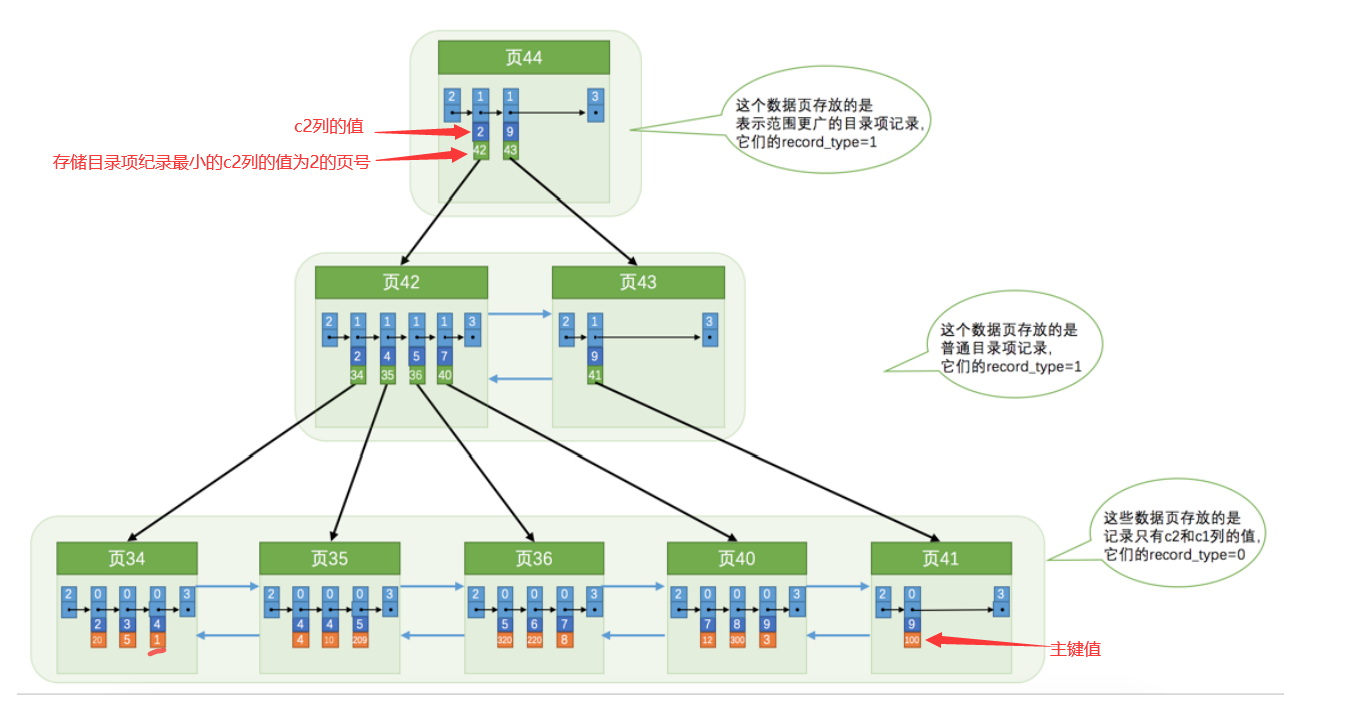 页44
2 1 1 3
2 9
42 43
c2列的值
存储目录项纪录最小的c2列的值为2的页号
这个数据页存放的是
表示范围更广的目录项记录,
它们的record_type=1
页42
2 1 1 1 1 3
2 4 5 7
34 35 36 40
页43
2 1 3
9
41
这个数据页存放的是
普通目录项记录,
它们的record_type=1
页34
2 0 0 0 3
2 3 4
20 5 1
页35
2 0 0 0 3
4 4 5
4 10 209
页36
2 0 0 0 3
5 6 7
320 220 8
页40
2 0 0 0 3
7 8 9
12 300 3
页41
2 0 3
9
100
主键值
这些数据页存放的是
记录只有c2和c1列的值,
它们的record_type=0